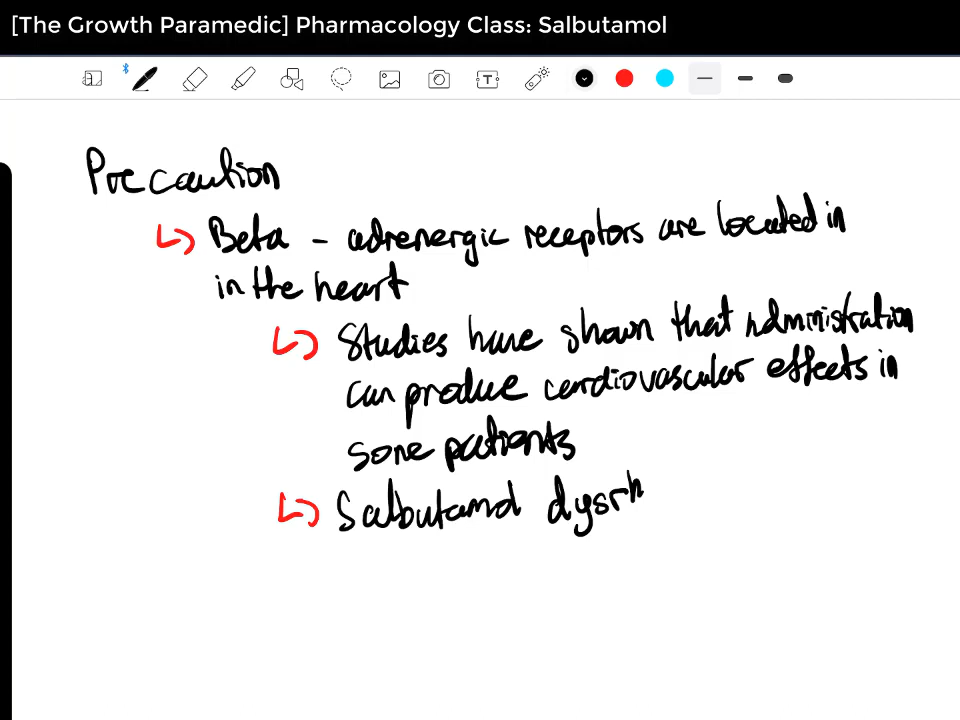 [The Growth Paramedic] Pharmacology Class: Salbutamol
Precaution
Beta - adrenergic receptors are located in
in the heart
Studies have shown that administration
can produce cardiovascular effects in
some patients
Salbutamol dysrh